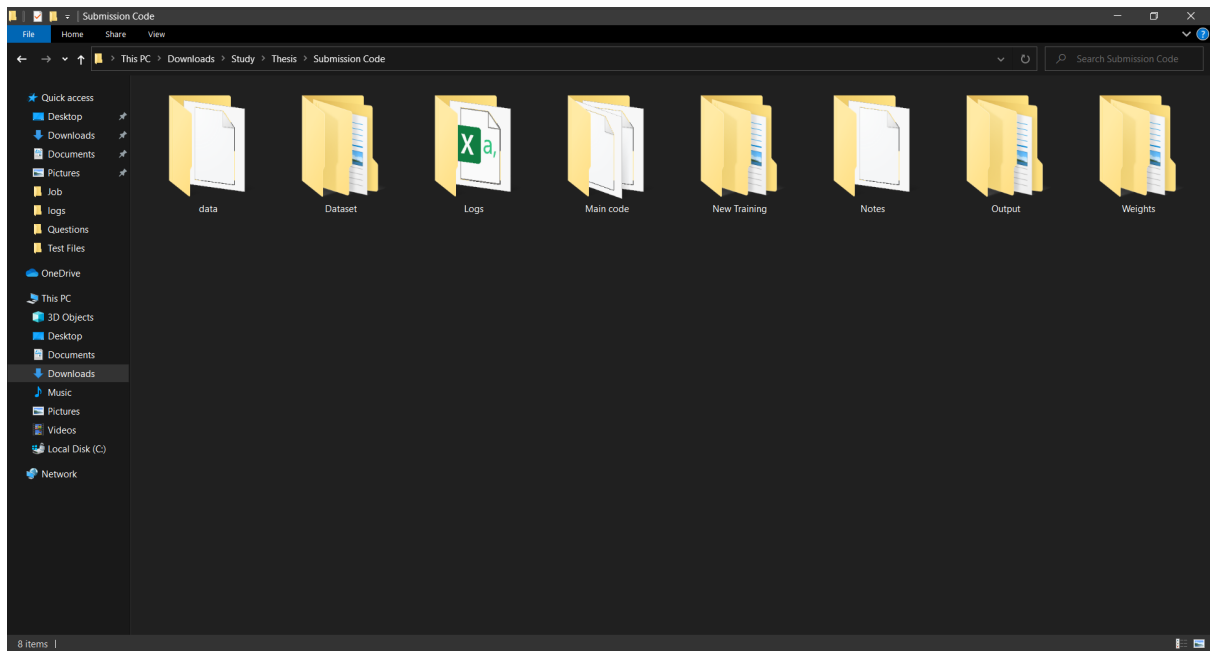 Submission Code
File Home Share View
This PC > Downloads > Study > Thesis > Submission Code
Search Submission Code
Quick access
Desktop
Downloads
Documents
Pictures
Job
logs
Questions
Test Files
OneDrive
This PC
3D Objects
Desktop
Documents
Downloads
Music
Pictures
Videos
Local Disk (C:)
Network
X a,
data Dataset Logs Main code New Training Notes Output Weights
8 items